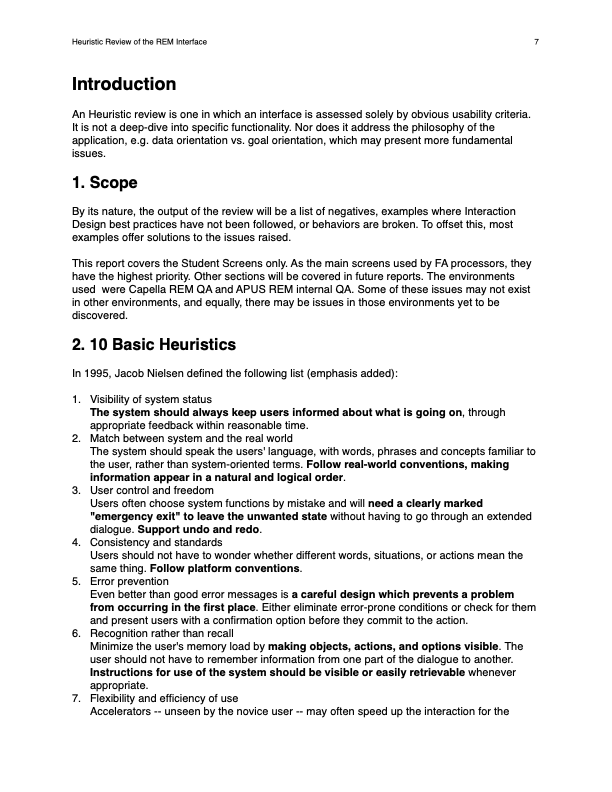 Heuristic Review of the REM Interface 7
Introduction
An Heuristic review is one in which an interface is assessed solely by obvious usability criteria.
It is not a deep-dive into specific functionality. Nor does it address the philosophy of the
application, e.g. data orientation vs. goal orientation, which may present more fundamental
issues.
1. Scope
By its nature, the output of the review will be a list of negatives, examples where Interaction
Design best practices have not been followed, or behaviors are broken. To offset this, most
examples offer solutions to the issues raised.
This report covers the Student Screens only. As the main screens used by FA processors, they
have the highest priority. Other sections will be covered in future reports. The environments
used  were Capella REM QA and APUS REM internal QA. Some of these issues may not exist
in other environments, and equally, there may be issues in those environments yet to be
discovered.
2. 10 Basic Heuristics
In 1995, Jacob Nielsen defined the following list (emphasis added):
1. Visibility of system status
The system should always keep users informed about what is going on, through
appropriate feedback within reasonable time.
2. Match between system and the real world
The system should speak the users' language, with words, phrases and concepts familiar to
the user, rather than system-oriented terms. Follow real-world conventions, making
information appear in a natural and logical order.
3. User control and freedom
Users often choose system functions by mistake and will need a clearly marked
"emergency exit" to leave the unwanted state without having to go through an extended
dialogue. Support undo and redo.
4. Consistency and standards
Users should not have to wonder whether different words, situations, or actions mean the
same thing. Follow platform conventions.
5. Error prevention
Even better than good error messages is a careful design which prevents a problem
from occurring in the first place. Either eliminate error-prone conditions or check for them
and present users with a confirmation option before they commit to the action.
6. Recognition rather than recall
Minimize the user's memory load by making objects, actions, and options visible. The
user should not have to remember information from one part of the dialogue to another.
Instructions for use of the system should be visible or easily retrievable whenever
appropriate.
7. Flexibility and efficiency of use
Accelerators -- unseen by the novice user -- may often speed up the interaction for the